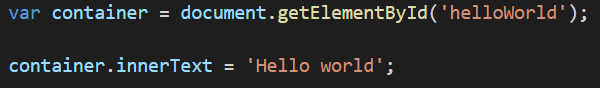 var container = document.getElementById('helloWorld');
container.innerText = 'Hello world';